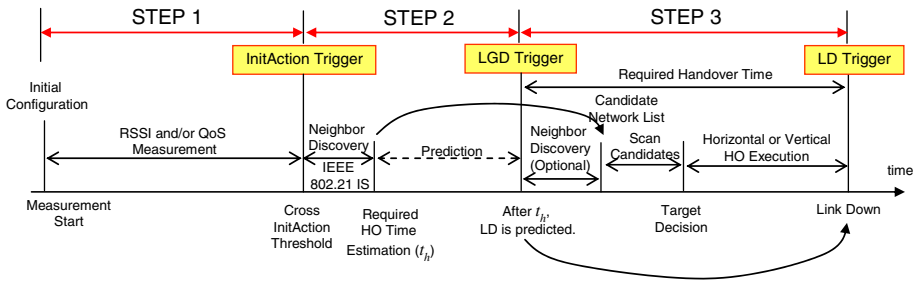 STEP 1
STEP 2
STEP 3
InitAction Trigger
LGD Trigger
LD Trigger
Initial
Configuration
Required Handover Time
Candidate
Network List
RSSI and/or QoS
Measurement
Neighbor
Discovery
IEEE
802.21 IS
Prediction
Neighbor
Discovery
(Optional)
Scan
Candidates
Horizontal or Vertical
HO Execution
time
Measurement
Start
Cross
InitAction
Threshold
Required
HO Time
Estimation (t_h)
After t_h,
LD is predicted.
Target
Decision
Link Down